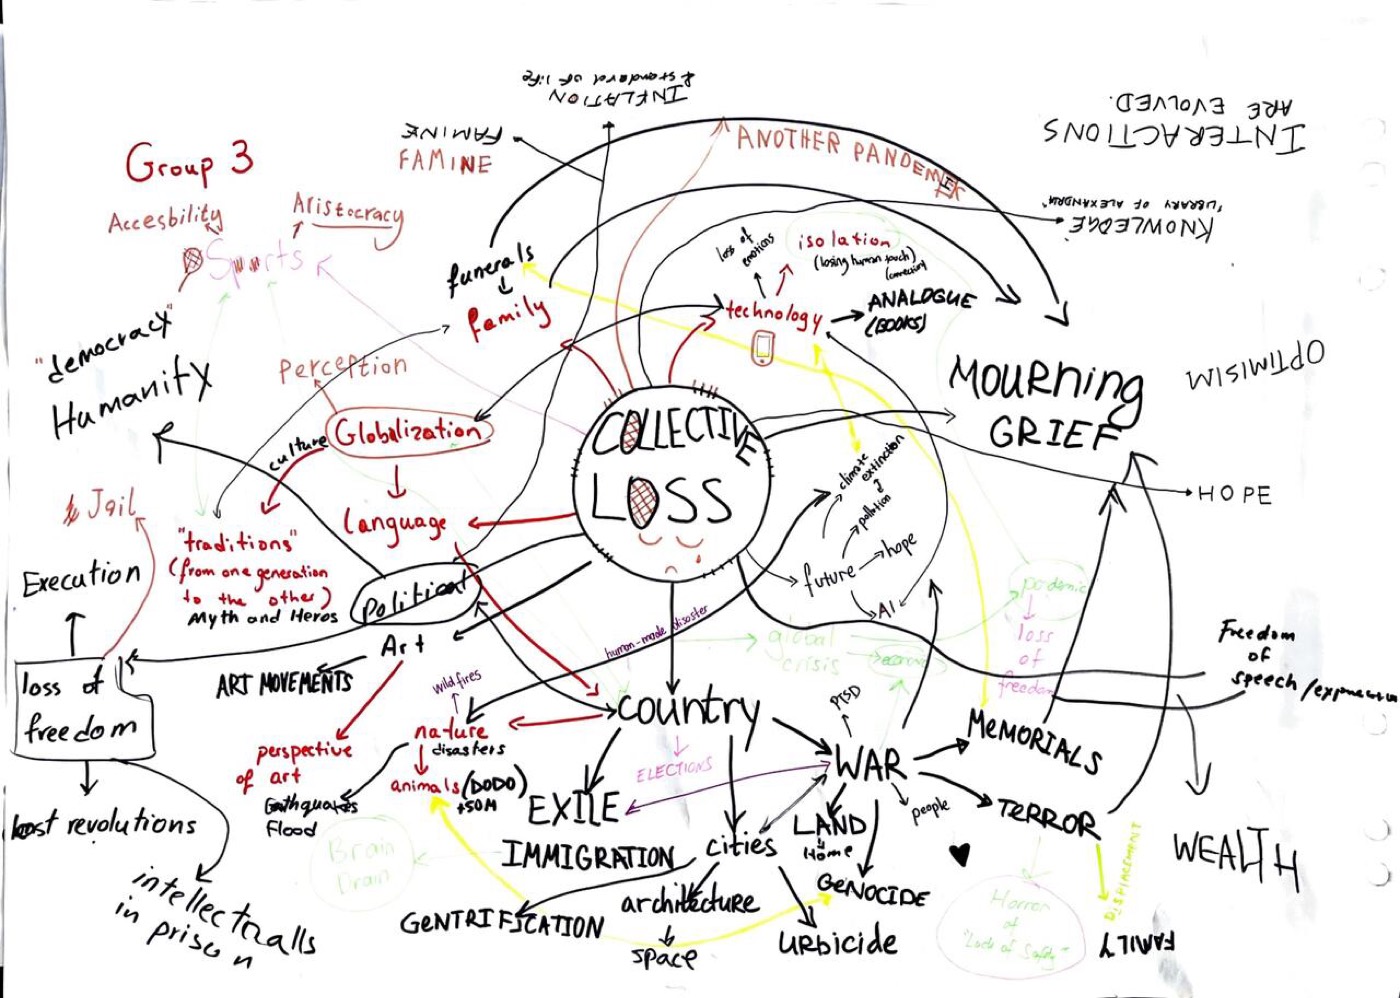 & standard of life
INFLATION
FAMINE
FAMINE
INTERACTIONS
ARE EVOLVED.
ANOTHER PANDEMIK
Group 3
Accesbility
Aristocracy
Sports
KNOWLEDGE
"LIBRARY OF ALEXANDRIA"
loss of
emotions
isolation
(losing human touch)
(connection)
funerals
family
technology
ANALOGUE
(BOOKS)
"democracy"
Humanity
Perception
OPTIMISIM
MOURning
GRIEF
Globalization
culture
COLLECTIVE
LOSS
climate
extinction
pollution
HOPE
Jail
language
"traditions"
(from one generation
to the other)
Myth and Heros
Execution
Political
future
hope
AI
pandemic
loss
of
freedom
human-made disaster
global
crisis
economy
Freedom
of
speech/expression
Art
ART MOVEMENTS
loss of
freedom
wildfires
nature
disasters
animals (DODO)
+50M
country
ELECTIONS
PTSD
WAR
MEMORIALS
perspective
of art
Earthquakes
Flood
EXILE
IMMIGRATION
cities
LAND
Home
people
TERROR
WEALTH
lost revolutions
Brain
Drain
intellectualls
in prison
GENTRIFICATION
architecture
space
GENOCIDE
urbicide
Horror
of
"Lack of Safety"
DISPLACEMENT
FAMILY